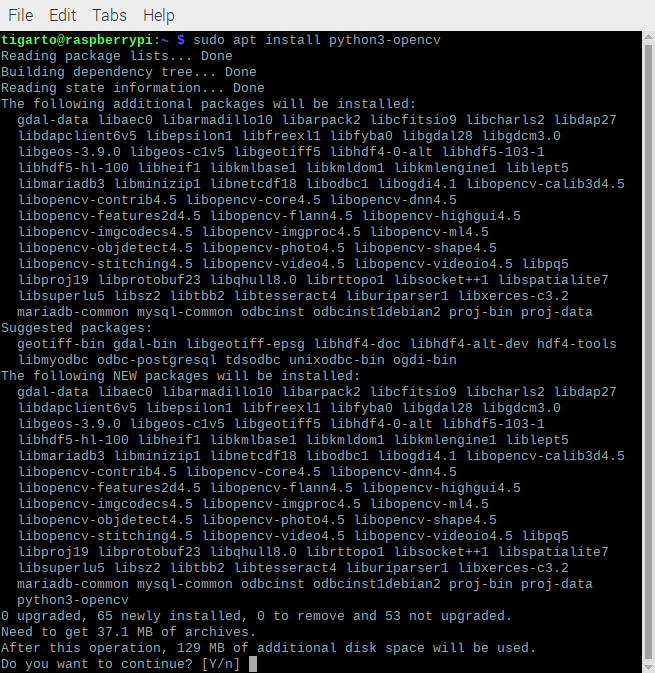 File Edit Tabs Help
tigarto@raspberrypi:~ $ sudo apt install python3-opencv
Reading package lists... Done
Building dependency tree... Done
Reading state information... Done
The following additional packages will be installed:
  gdal-data libaec0 libarmadillo10 libarpack2 libcfitsio9 libcharls2 libdap27
  libdapclient6v5 libepsilon1 libfreexl1 libfyba0 libgdal28 libgdcm3.0
  libgeos-3.9.0 libgeos-c1v5 libgeotiff5 libhdf4-0-alt libhdf5-103-1
  libhdf5-hl-100 libheif1 libkmlbase1 libkmldom1 libkmlengine1 liblept5
  libmariadb3 libminizip1 libnetcdf18 libodbc1 libogdi4.1 libopencv-calib3d4.5
  libopencv-contrib4.5 libopencv-core4.5 libopencv-dnn4.5
  libopencv-features2d4.5 libopencv-flann4.5 libopencv-highgui4.5
  libopencv-imgcodecs4.5 libopencv-imgproc4.5 libopencv-ml4.5
  libopencv-objdetect4.5 libopencv-photo4.5 libopencv-shape4.5
  libopencv-stitching4.5 libopencv-video4.5 libopencv-videoio4.5 libpq5
  libproj19 libprotobuf23 libqhull8.0 librttopo1 libsocket++1 libspatialite7
  libsuperlu5 libsz2 libtbb2 libtesseract4 liburiparser1 libxerces-c3.2
  mariadb-common mysql-common odbcinst odbcinst1debian2 proj-bin proj-data
Suggested packages:
  geotiff-bin gdal-bin libgeotiff-epsg libhdf4-doc libhdf4-alt-dev hdf4-tools
  libmyodbc odbc-postgresql tdsodbc unixodbc-bin ogdi-bin
The following NEW packages will be installed:
  gdal-data libaec0 libarmadillo10 libarpack2 libcfitsio9 libcharls2 libdap27
  libdapclient6v5 libepsilon1 libfreexl1 libfyba0 libgdal28 libgdcm3.0
  libgeos-3.9.0 libgeos-c1v5 libgeotiff5 libhdf4-0-alt libhdf5-103-1
  libhdf5-hl-100 libheif1 libkmlbase1 libkmldom1 libkmlengine1 liblept5
  libmariadb3 libminizip1 libnetcdf18 libodbc1 libogdi4.1 libopencv-calib3d4.5
  libopencv-contrib4.5 libopencv-core4.5 libopencv-dnn4.5
  libopencv-features2d4.5 libopencv-flann4.5 libopencv-highgui4.5
  libopencv-imgcodecs4.5 libopencv-imgproc4.5 libopencv-ml4.5
  libopencv-objdetect4.5 libopencv-photo4.5 libopencv-shape4.5
  libopencv-stitching4.5 libopencv-video4.5 libopencv-videoio4.5 libpq5
  libproj19 libprotobuf23 libqhull8.0 librttopo1 libsocket++1 libspatialite7
  libsuperlu5 libsz2 libtbb2 libtesseract4 liburiparser1 libxerces-c3.2
  mariadb-common mysql-common odbcinst odbcinst1debian2 proj-bin proj-data
  python3-opencv
0 upgraded, 65 newly installed, 0 to remove and 53 not upgraded.
Need to get 37.1 MB of archives.
After this operation, 129 MB of additional disk space will be used.
Do you want to continue? [Y/n]